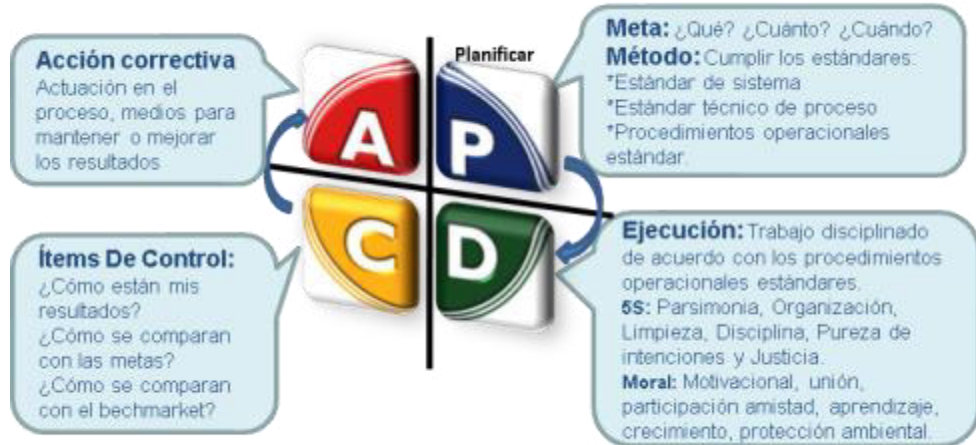 Acción correctiva
Actuación en el
proceso, medios para
mantener o mejorar
los resultados
A
Planificar
P
Meta: ¿Qué? ¿Cuánto? ¿Cuándo?
Método: Cumplir los estándares:
*Estándar de sistema
*Estándar técnico de proceso
*Procedimientos operacionales
estándar.
Ítems De Control:
¿Cómo están mis
resultados?
¿Cómo se comparan
con las metas?
¿Cómo se comparan
con el bechmarket?
C
D
Ejecución: Trabajo disciplinado
de acuerdo con los procedimientos
operacionales estándares.
5S: Parsimonia, Organización,
Limpieza, Disciplina, Pureza de
intenciones y Justicia.
Moral: Motivacional, unión,
participación amistad, aprendizaje,
crecimiento, protección ambiental.